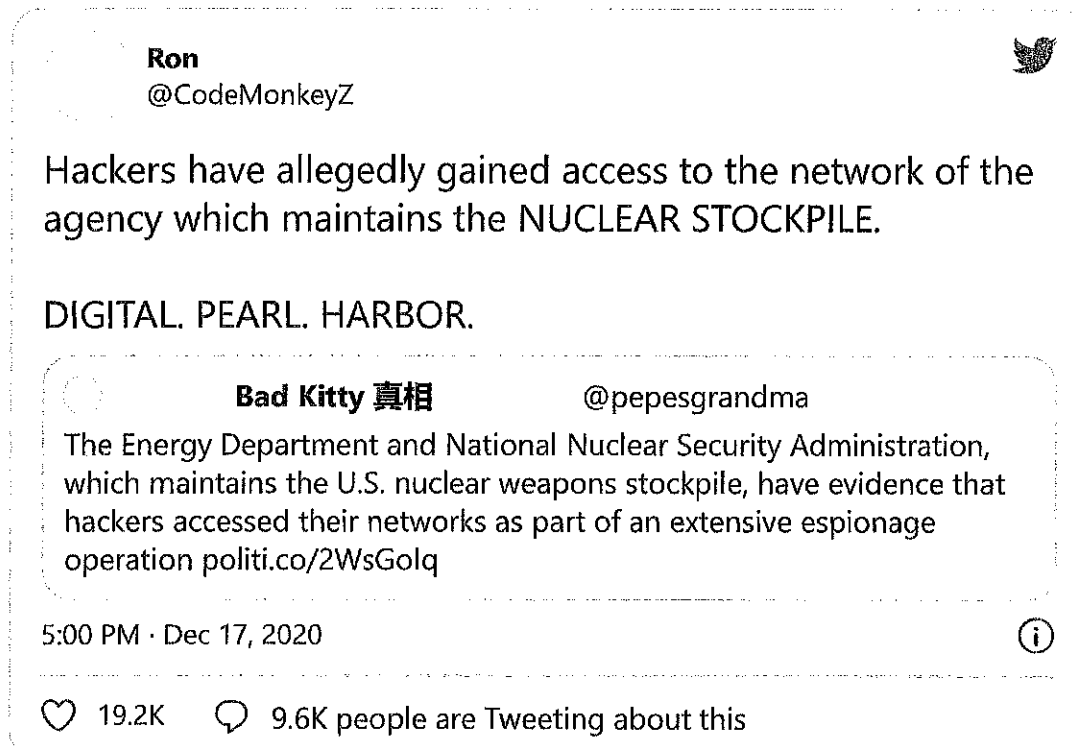 Ron
@CodeMonkeyZ
Hackers have allegedly gained access to the network of the
agency which maintains the NUCLEAR STOCKPILE.
DIGITAL. PEARL. HARBOR.
Bad Kitty 真相 @pepesgrandma
The Energy Department and National Nuclear Security Administration,
which maintains the U.S. nuclear weapons stockpile, have evidence that
hackers accessed their networks as part of an extensive espionage
operation politi.co/2WsGolq
5:00 PM · Dec 17, 2020
19.2K 9.6K people are Tweeting about this